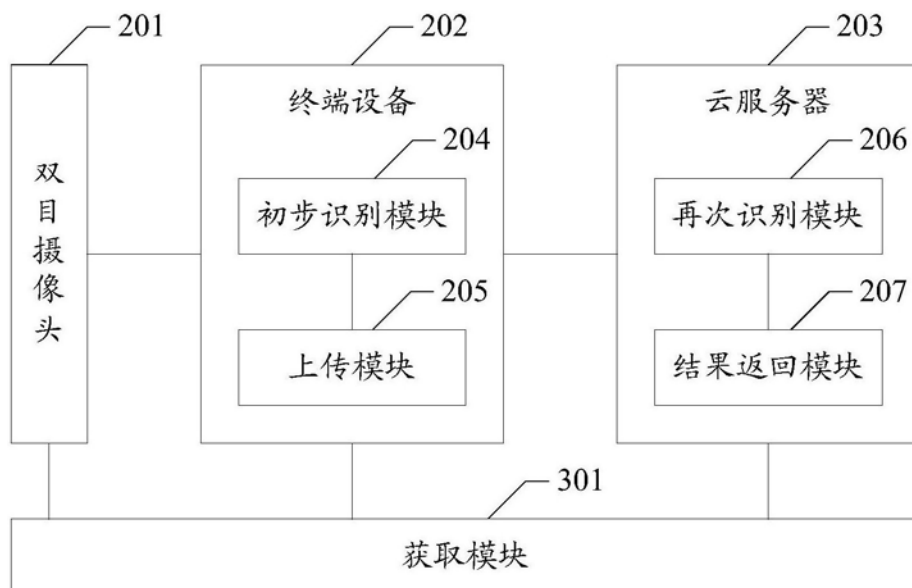 201
202
203
双目摄像头
终端设备
云服务器
204
206
初步识别模块
再次识别模块
205
207
上传模块
结果返回模块
301
获取模块